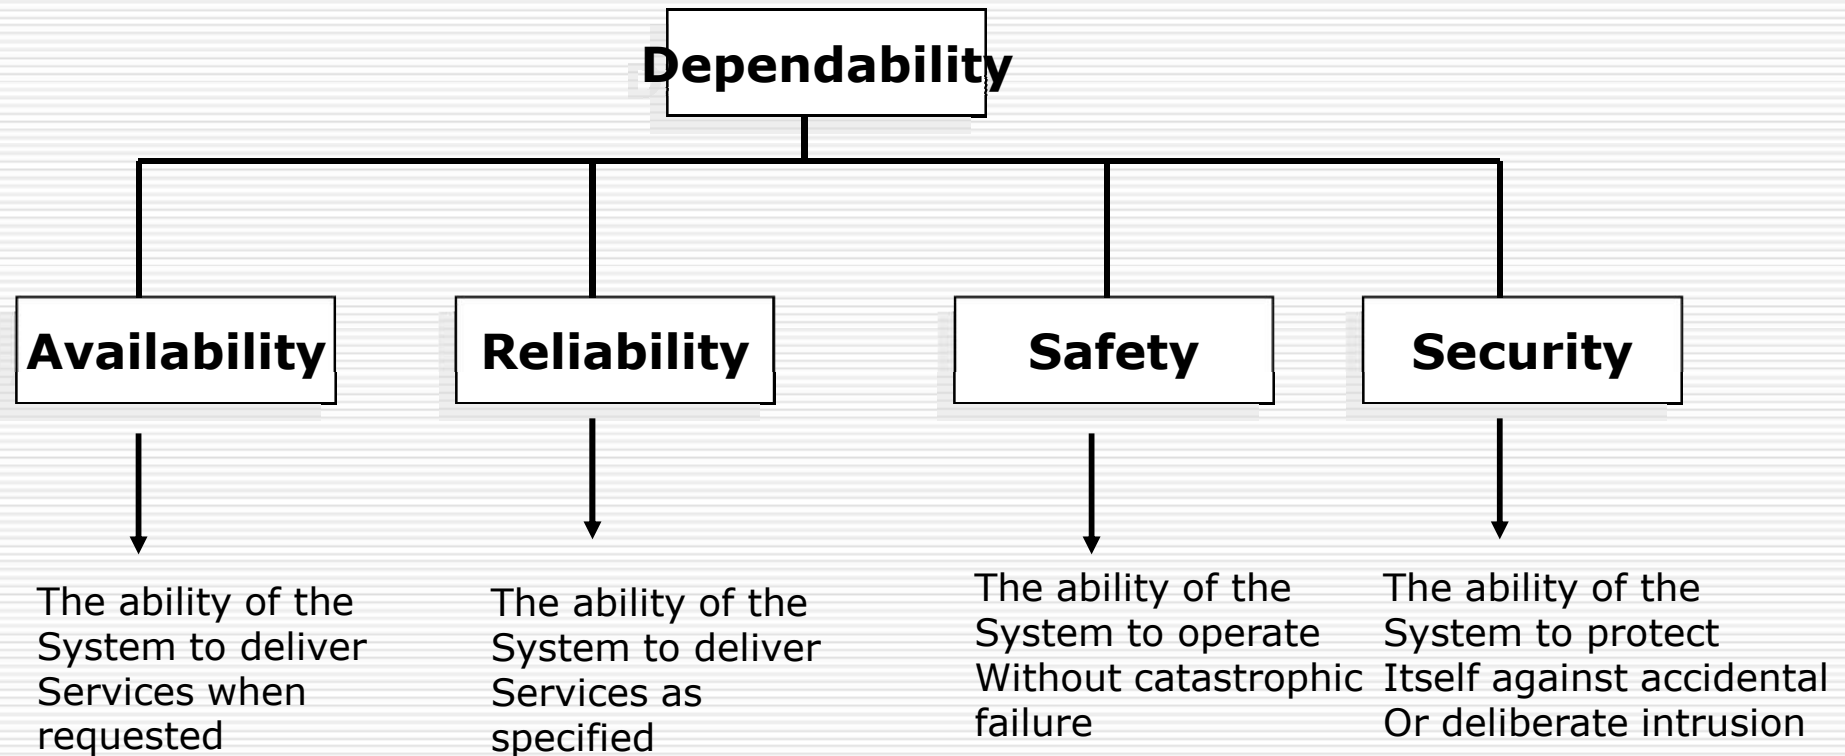 Dependability
Availability
Reliability
Safety
Security
The ability of the
System to deliver
Services when
requested
The ability of the
System to deliver
Services as
specified
The ability of the
System to operate
Without catastrophic
failure
The ability of the
System to protect
Itself against accidental
Or deliberate intrusion